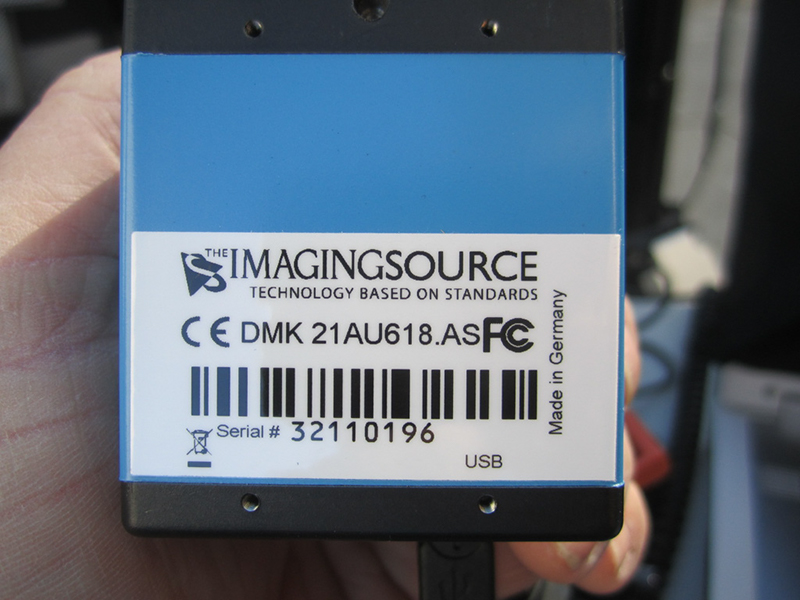 THE IMAGINGSOURCE
TECHNOLOGY BASED ON STANDARDS
CE DMK 21AU618.AS FC
Made in Germany
Serial # 32110196
USB